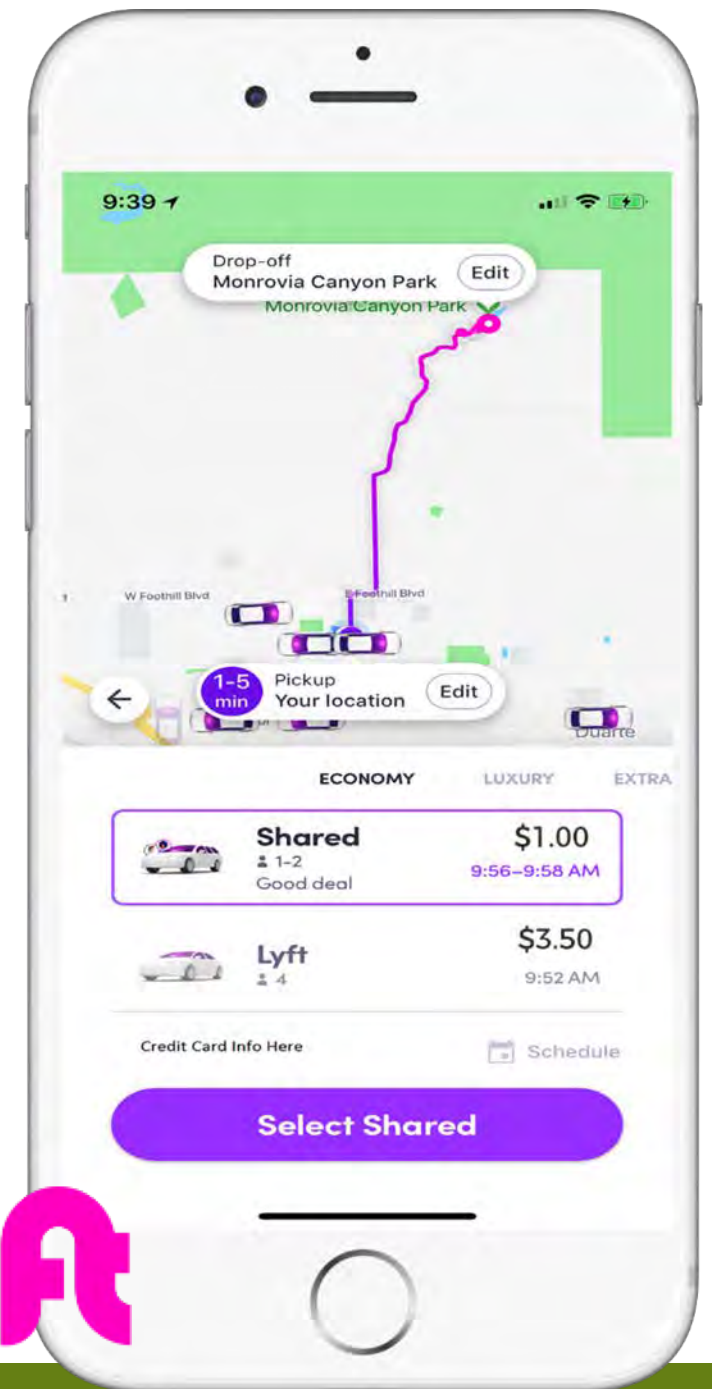 9:39
Drop-off
Monrovia Canyon Park
Edit
Monrovia Canyon Park
W Foothill Blvd
E Foothill Blvd
1-5
min
Pickup
Your location
Edit
Duarte
ECONOMY LUXURY EXTRA
Shared $1.00
1-2 9:56–9:58 AM
Good deal
Lyft $3.50
4 9:52 AM
Credit Card Info Here Schedule
Select Shared
ft